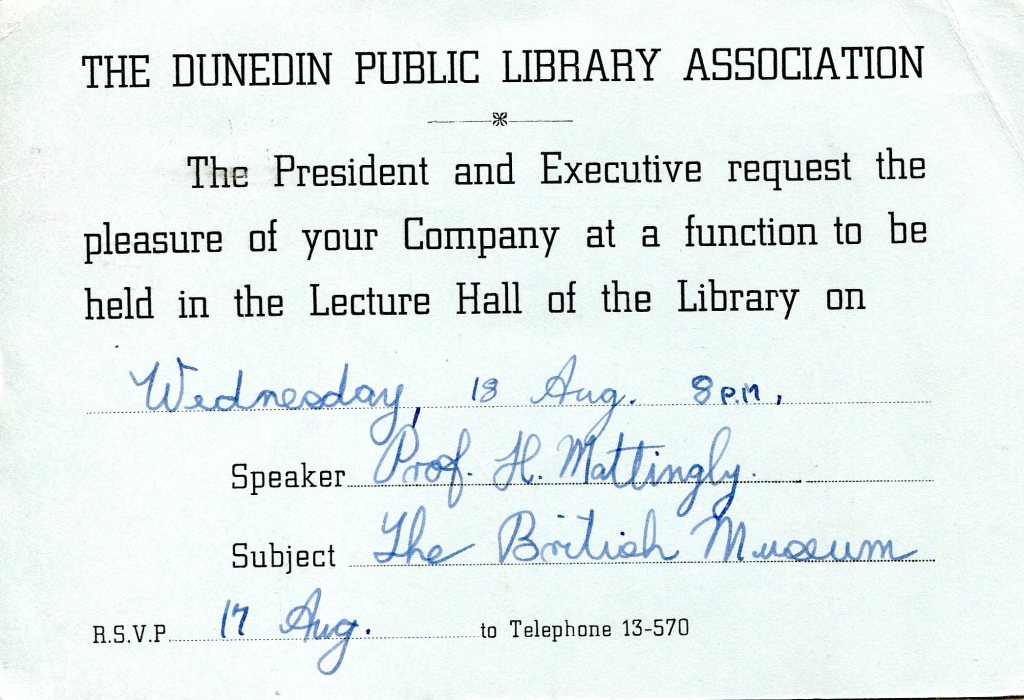 THE DUNEDIN PUBLIC LIBRARY ASSOCIATION
The President and Executive request the
pleasure of your Company at a function to be
held in the Lecture Hall of the Library on
Wednesday, 18 Aug. 8 P.M,
Speaker Prof. H. Mattingly.
Subject The British Museum
R.S.V.P. 17 Aug. to Telephone 13-570